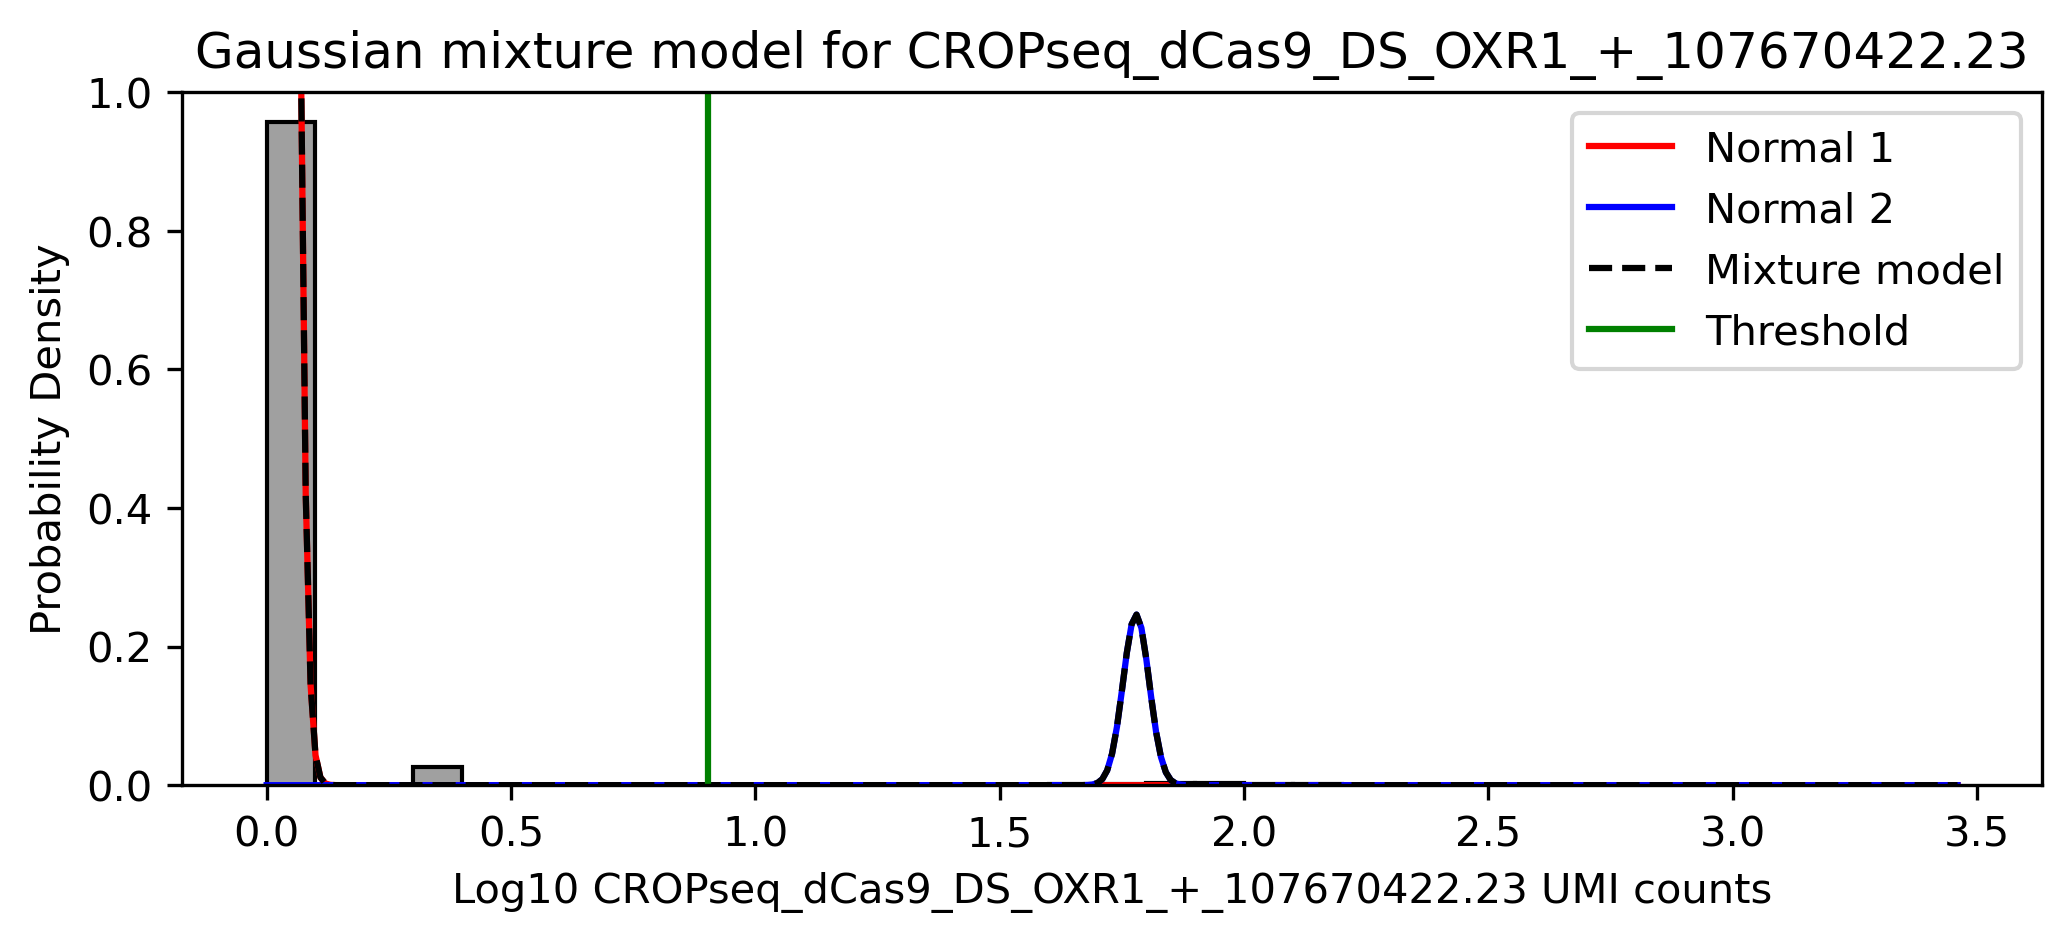 Gaussian mixture model for CROPseq_dCas9_DS_OXR1_+_107670422.23
Probability Density
1.0
0.8
0.6
0.4
0.2
0.0
Normal 1
Normal 2
Mixture model
Threshold
0.0 0.5 1.0 1.5 2.0 2.5 3.0 3.5
Log10 CROPseq_dCas9_DS_OXR1_+_107670422.23 UMI counts